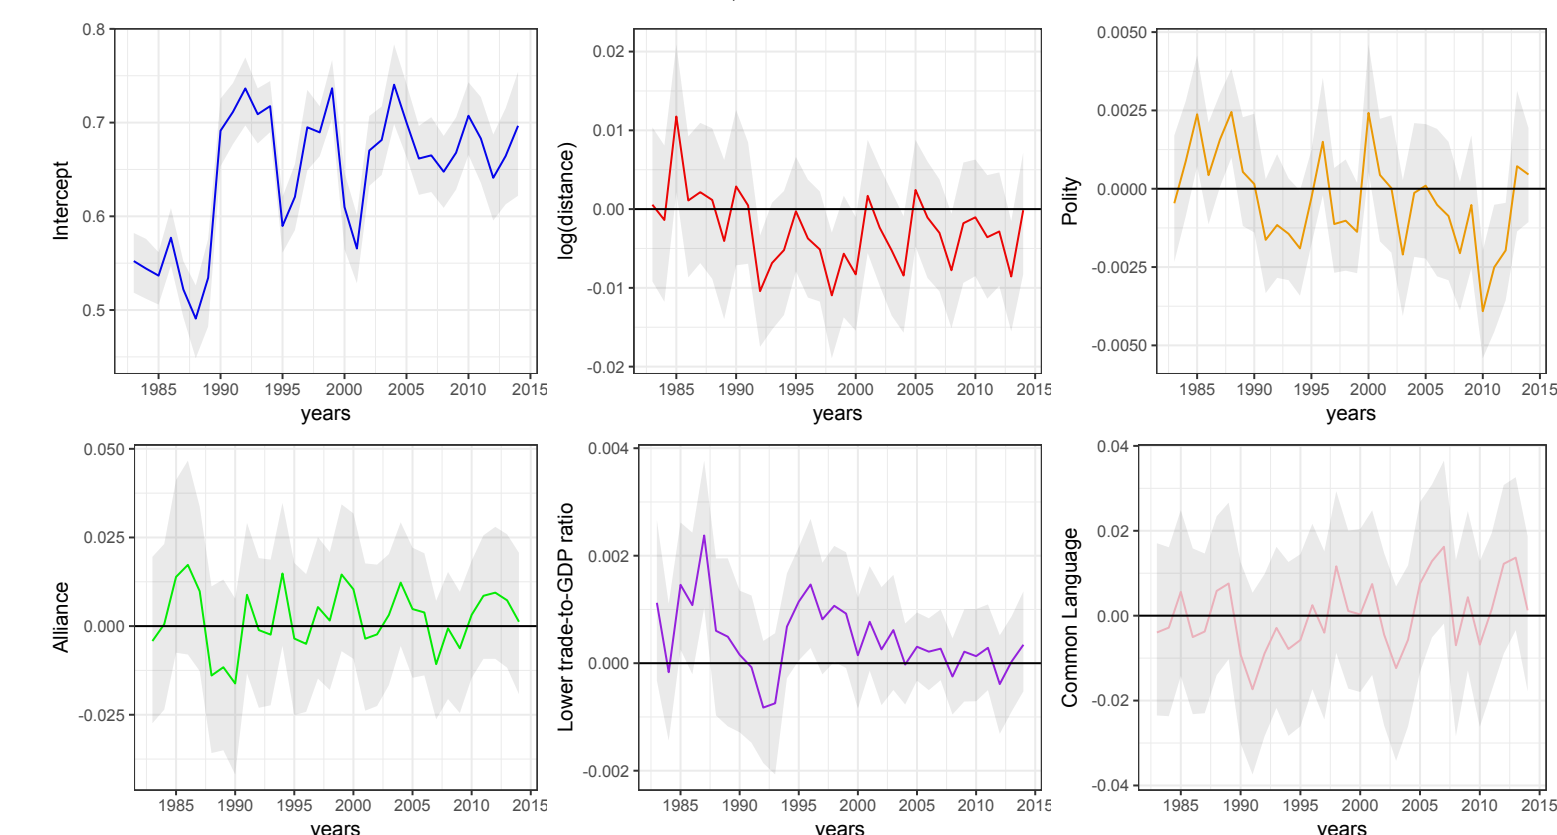 0.8
0.7
0.6
0.5
Intercept
1985 1990 1995 2000 2005 2010 2015
years
0.02
0.01
0.00
-0.01
-0.02
log(distance)
1985 1990 1995 2000 2005 2010 2015
years
0.0050
0.0025
0.0000
-0.0025
-0.0050
Polity
1985 1990 1995 2000 2005 2010 2015
years
0.050
0.025
0.000
-0.025
Alliance
1985 1990 1995 2000 2005 2010 2015
years
0.004
0.002
0.000
-0.002
Lower trade-to-GDP ratio
1985 1990 1995 2000 2005 2010 2015
years
0.04
0.02
0.00
-0.02
-0.04
Common Language
1985 1990 1995 2000 2005 2010 2015
years